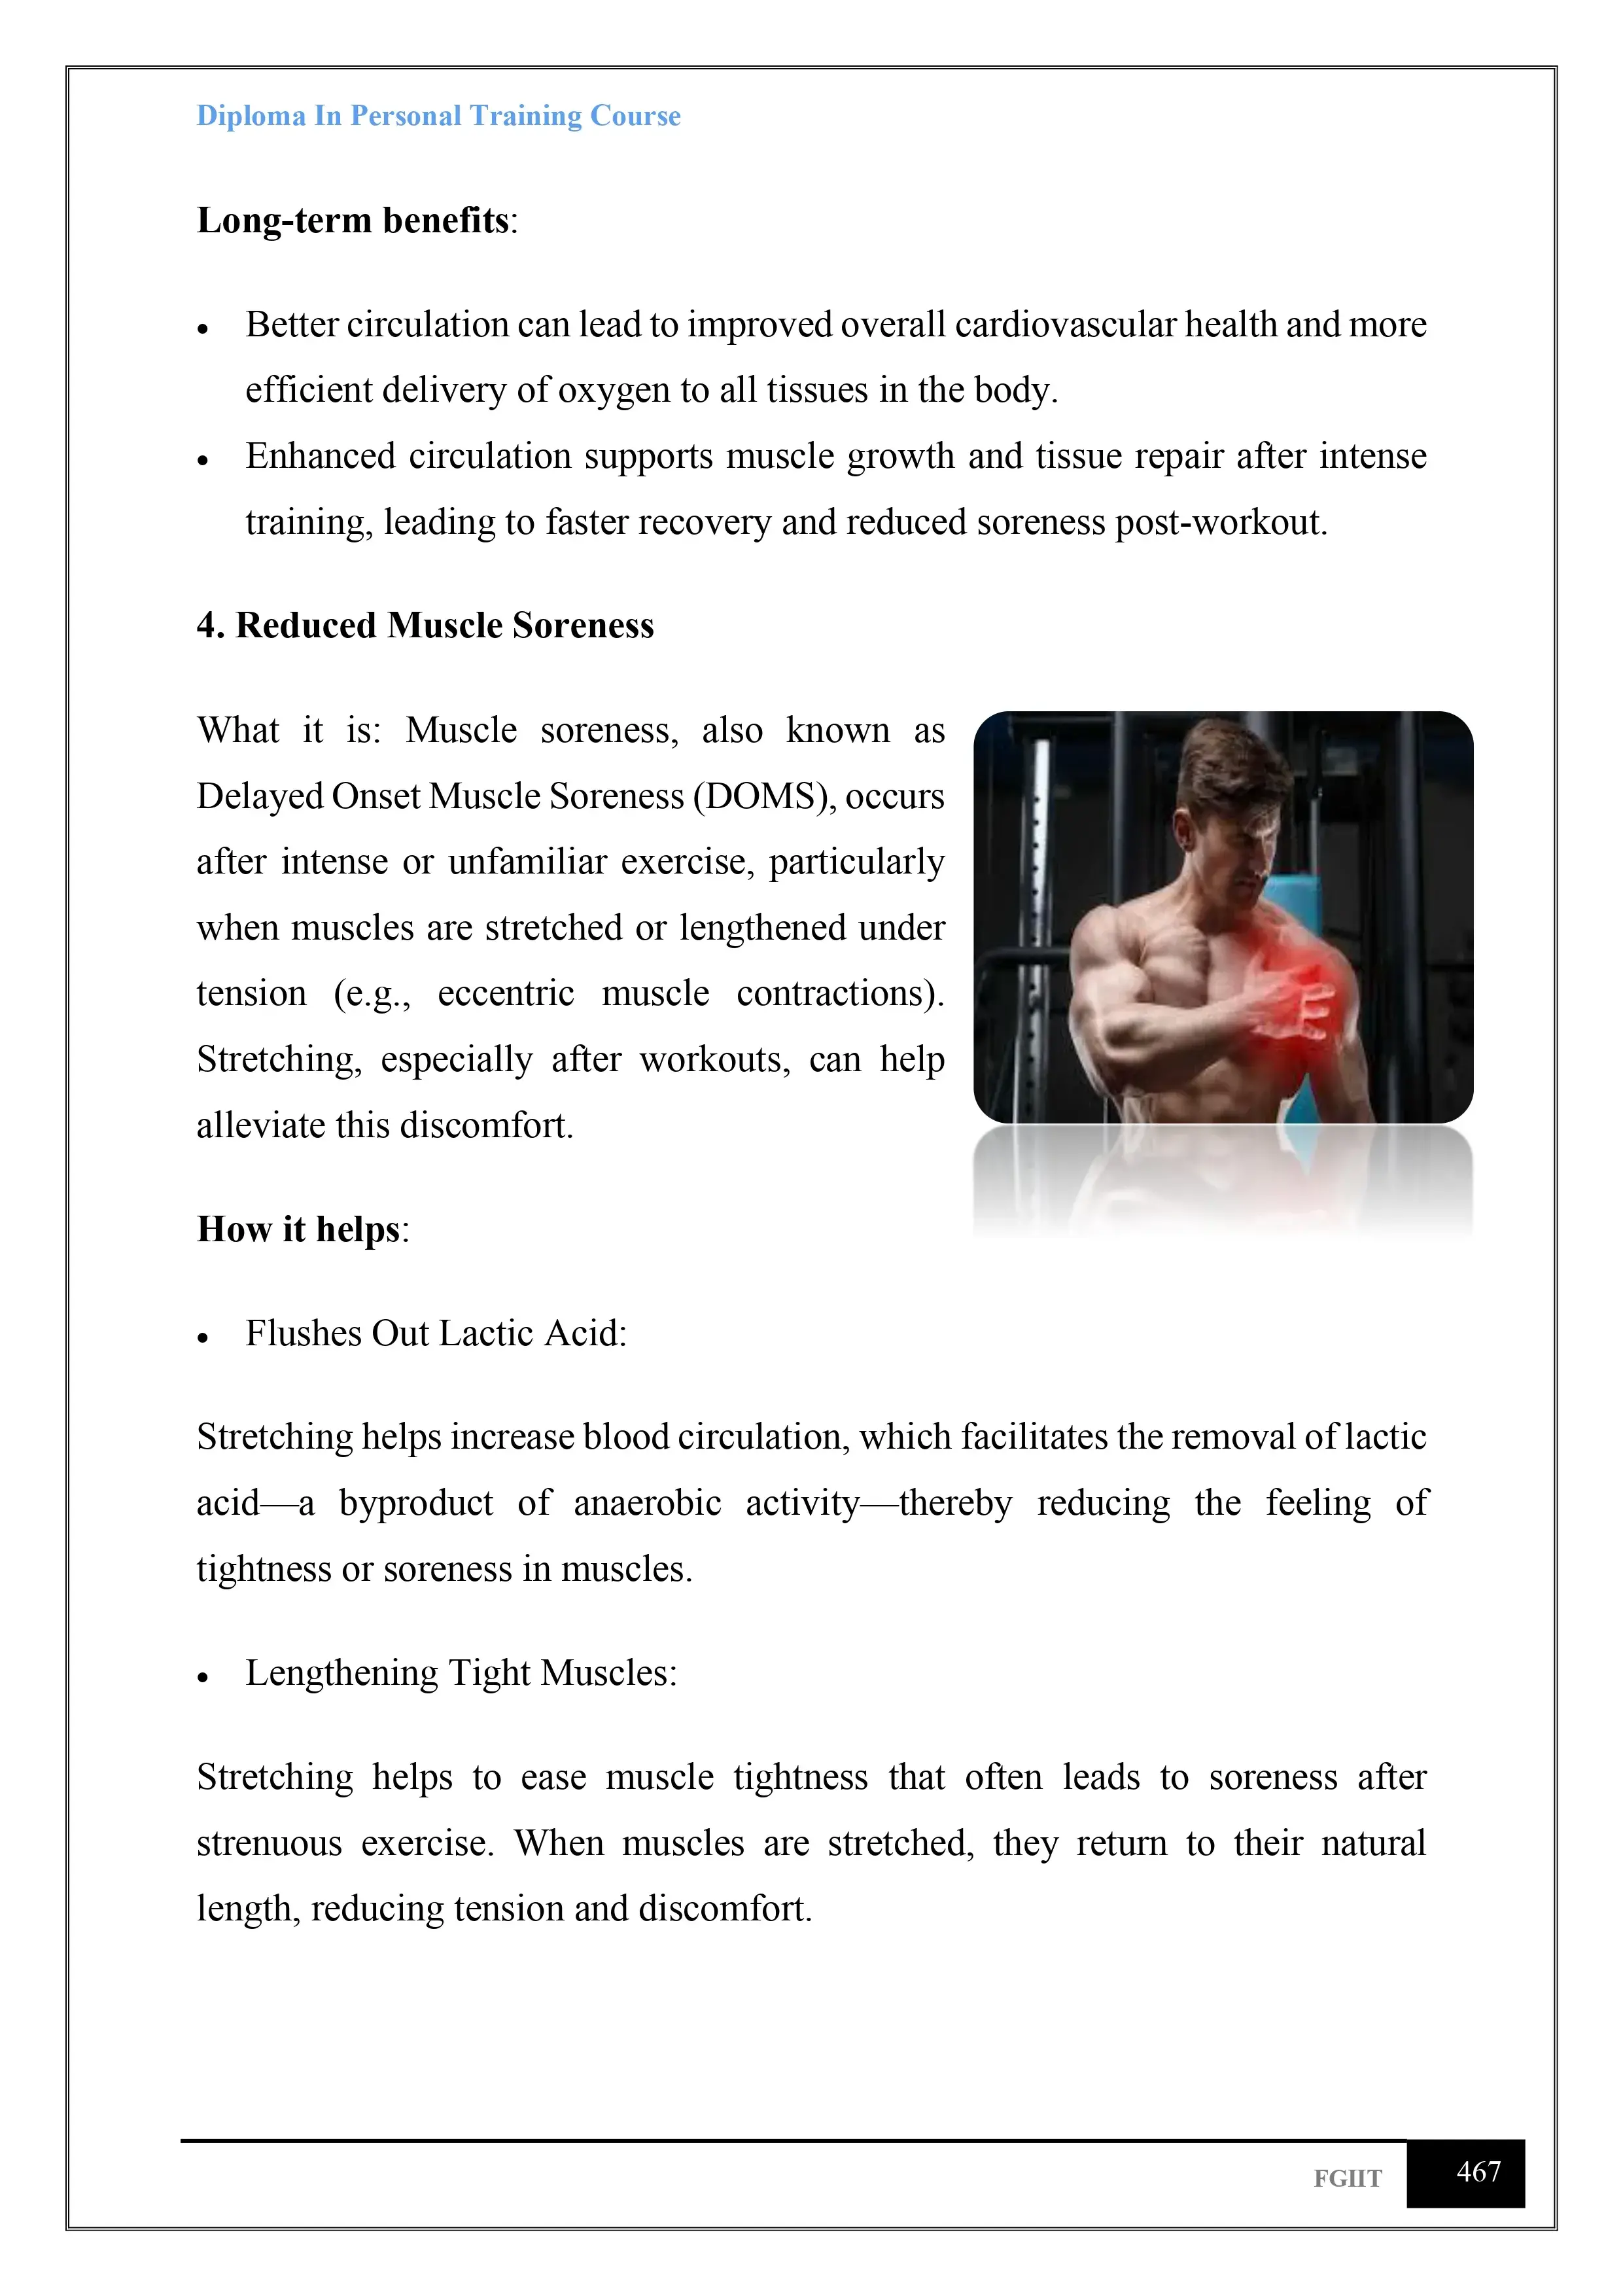 Diploma In Personal Training Course
Long-term benefits:
• Better circulation can lead to improved overall cardiovascular health and more
efficient delivery of oxygen to all tissues in the body.
• Enhanced circulation supports muscle growth and tissue repair after intense
training, leading to faster recovery and reduced soreness post-workout.
4. Reduced Muscle Soreness
What it is: Muscle soreness, also known as
Delayed Onset Muscle Soreness (DOMS), occurs
after intense or unfamiliar exercise, particularly
when muscles are stretched or lengthened under
tension (e.g., eccentric muscle contractions).
Stretching, especially after workouts, can help
alleviate this discomfort.
How it helps:
• Flushes Out Lactic Acid:
Stretching helps increase blood circulation, which facilitates the removal of lactic
acid—a byproduct of anaerobic activity—thereby reducing the feeling of
tightness or soreness in muscles.
• Lengthening Tight Muscles:
Stretching helps to ease muscle tightness that often leads to soreness after
strenuous exercise. When muscles are stretched, they return to their natural
length, reducing tension and discomfort.
FGIIT 467